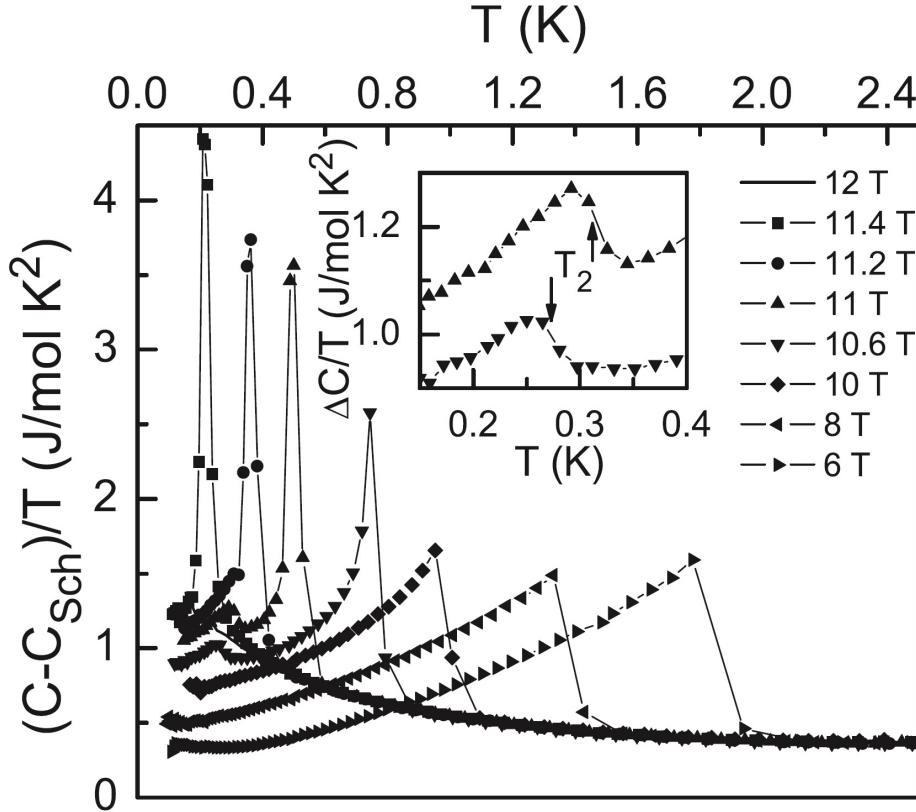 T (K)
0.0 0.4 0.8 1.2 1.6 2.0 2.4
(C-C_Sch)/T (J/mol K²)
4
3
2
1
0
ΔC/T (J/mol K²)
1.2
1.0
T₂
0.2 0.3 0.4
T (K)
12 T
11.4 T
11.2 T
11 T
10.6 T
10 T
8 T
6 T